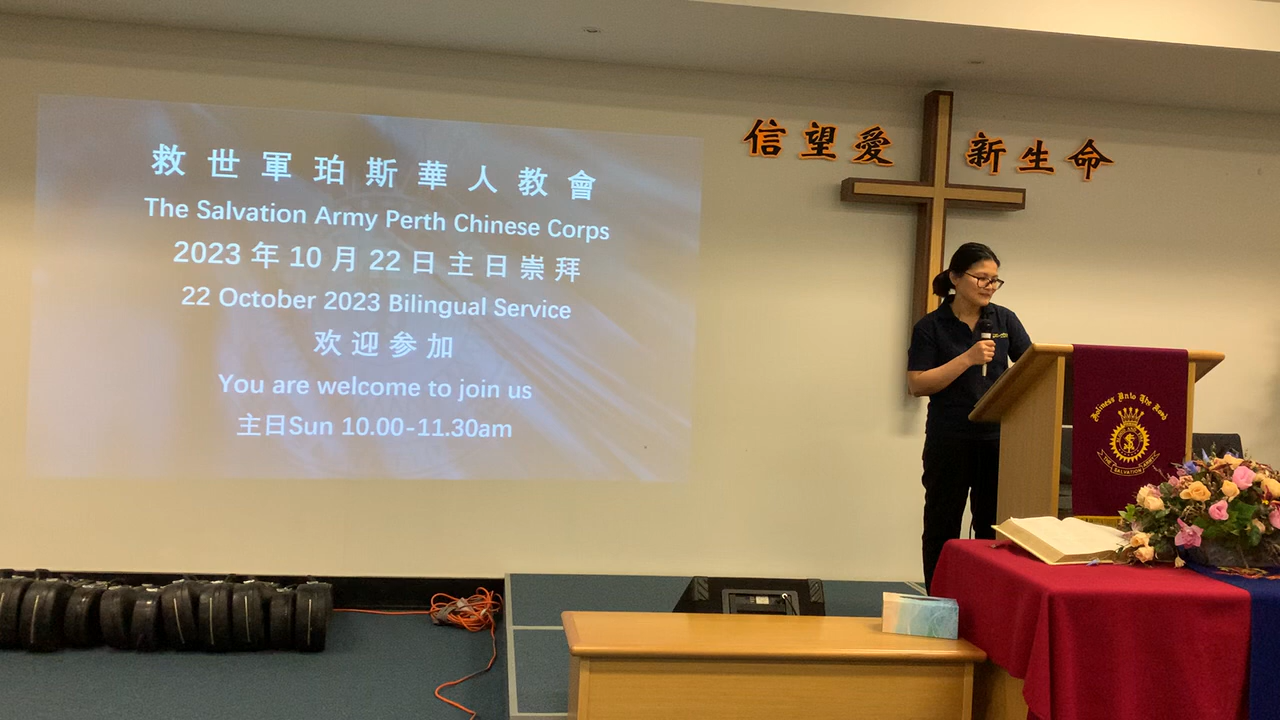 救世軍珀斯華人教會
The Salvation Army Perth Chinese Corps
2023年10月22日主日崇拜
22 October 2023 Bilingual Service
欢迎参加
You are welcome to join us
主日Sun 10.00-11.30am
信望愛 新生命
Holiness Unto The Lord
THE SALVATION ARMY